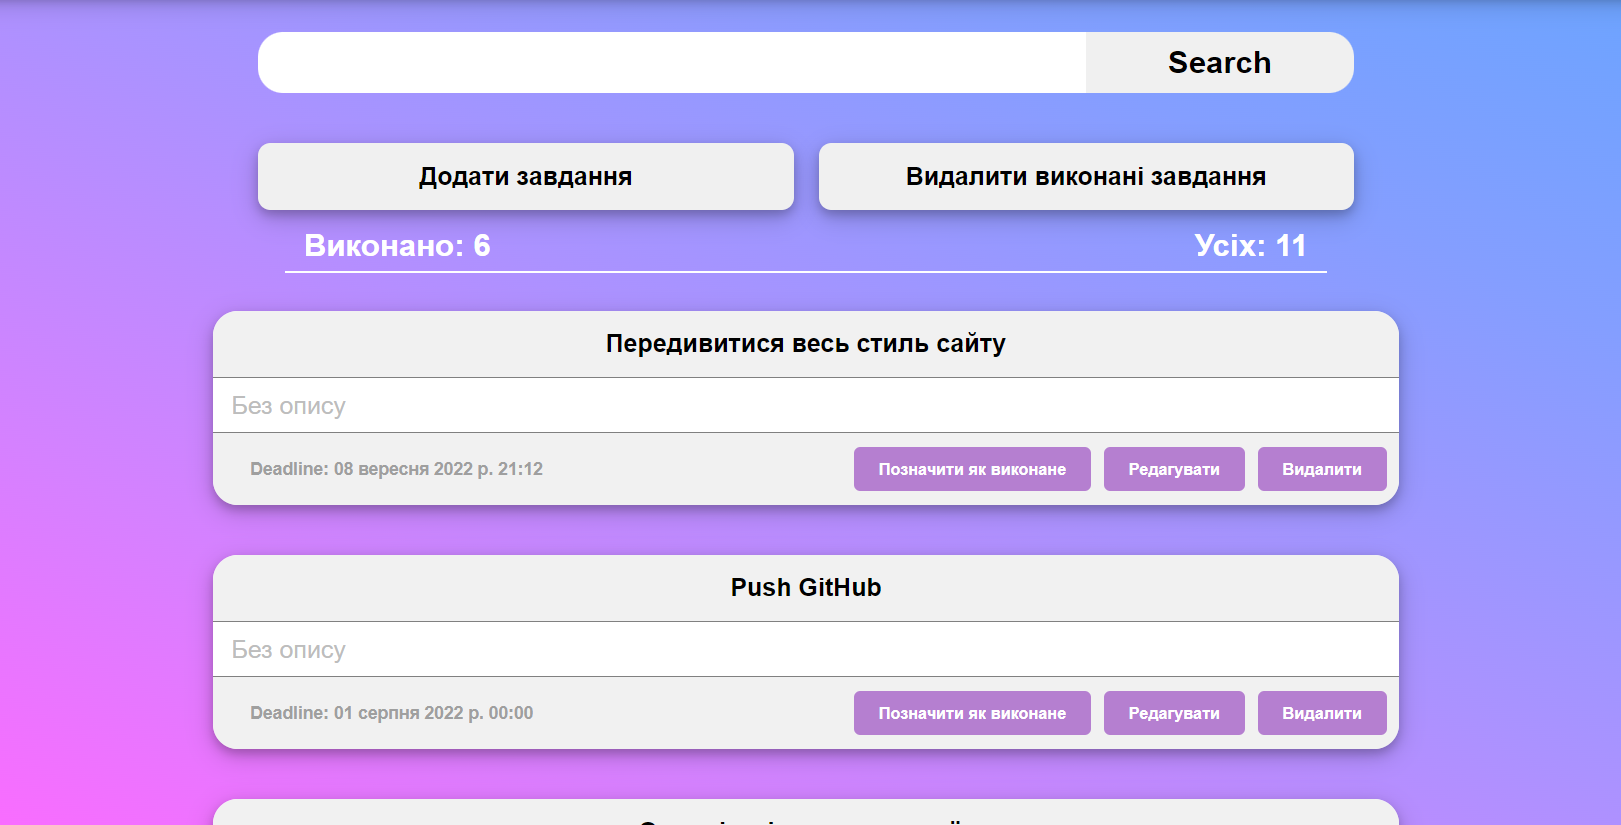 Search
Додати завдання
Видалити виконані завдання
Виконано: 6
Усіх: 11
Передивитися весь стиль сайту
Без опису
Deadline: 08 вересня 2022 р. 21:12
Позначити як виконане
Редагувати
Видалити
Push GitHub
Без опису
Deadline: 01 серпня 2022 р. 00:00
Позначити як виконане
Редагувати
Видалити